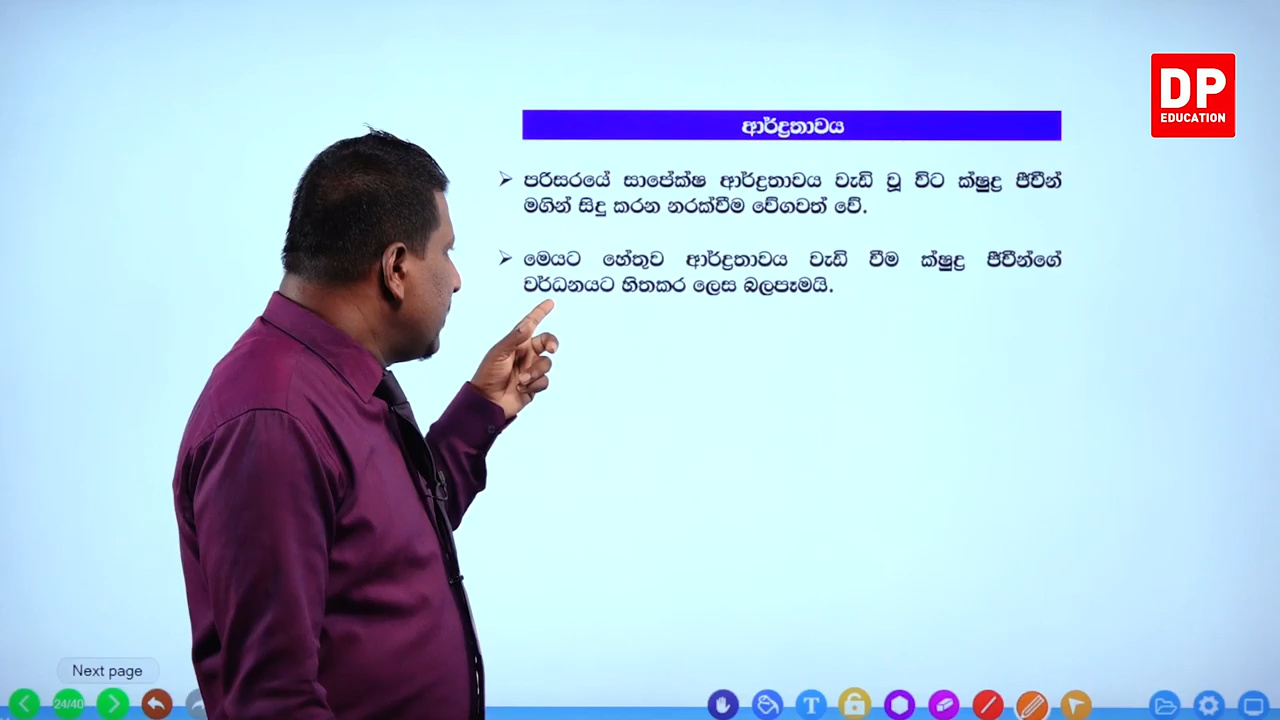 DP
EDUCATION
ආර්ද්‍රතාවය
පරිසරයේ සාපේක්ෂ ආර්ද්‍රතාවය වැඩි වූ විට ක්ෂුද්‍ර ජීවීන්
මගින් සිදු කරන නරක්වීම වේගවත් වේ.
මෙයට හේතුව ආර්ද්‍රතාවය වැඩි වීම ක්ෂුද්‍ර ජීවීන්ගේ
වර්ධනයට හිතකර ලෙස බලපෑමයි.
Next page
24/40
T